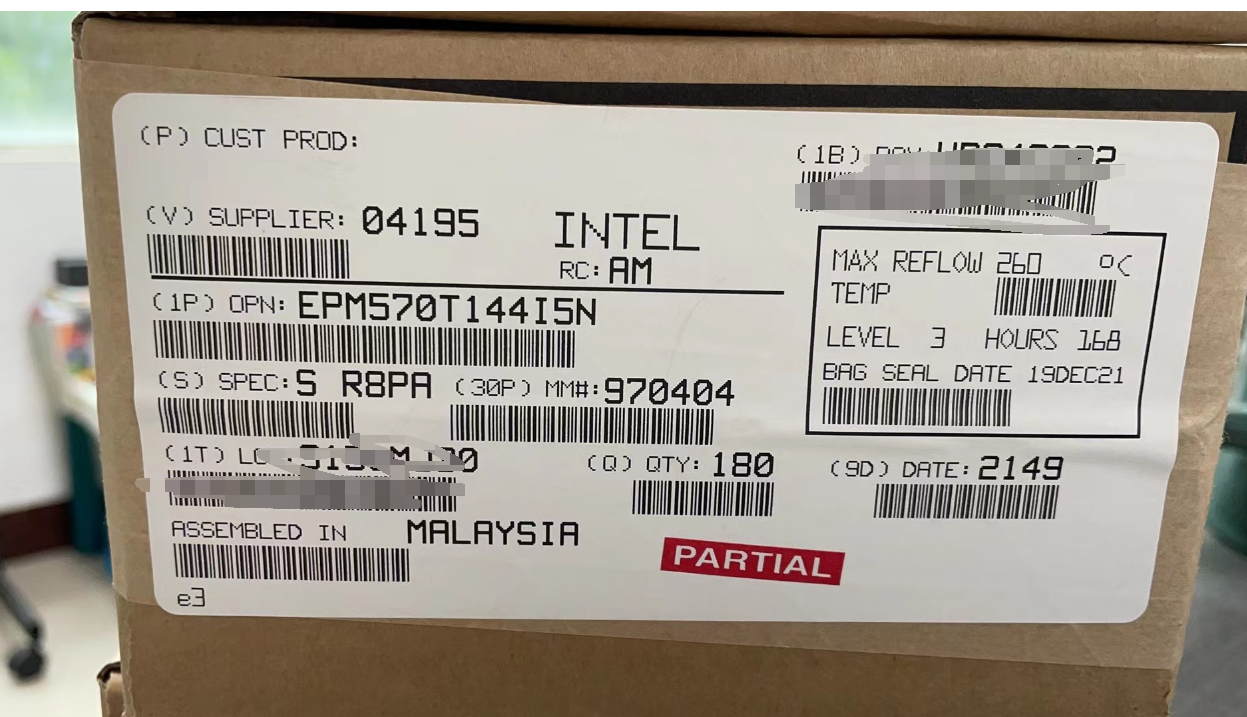 (P) CUST PROD:
(1B)
(V) SUPPLIER: 04195
INTEL
RC: AM
(1P) OPN: EPM570T144I5N
(S) SPEC: S R8PA (30P) MM#: 970404
MAX REFLOW 260 °C
TEMP
LEVEL 3 HOURS 168
BAG SEAL DATE 19DEC21
(1T)
(Q) QTY: 180
(9D) DATE: 2149
ASSEMBLED IN MALAYSIA
PARTIAL
e3